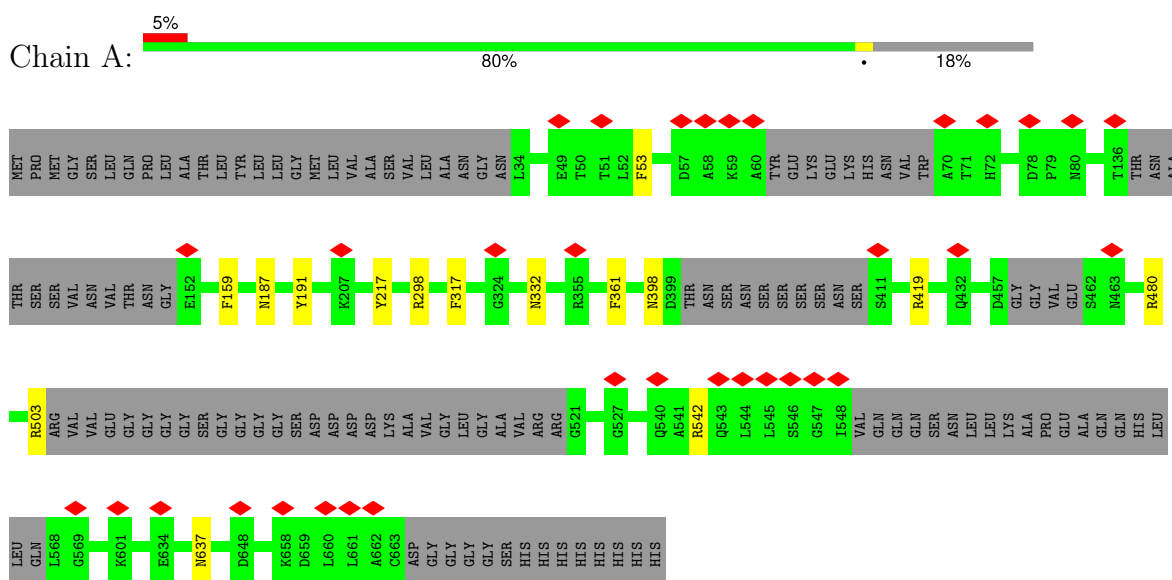 5%
Chain A:
80%
•
18%
MET PRO MET GLY SER LEU GLN PRO LEU ALA THR LEU TYR LEU LEU GLY MET LEU VAL ALA SER VAL LEU ALA ASN GLY ASN L34 E49 T50 T51 L52 F53 D57 A58 K59 A60 TYR GLU LYS GLU LYS HIS ASN VAL TRP A70 T71 H72 D78 P79 N80 T136 THR ASN ALA
THR SER SER VAL ASN VAL THR ASN GLY E152 F159 N187 Y191 K207 Y217 R298 F317 G324 N332 R355 F361 N398 D399 THR ASN SER ASN SER SER SER SER ASN SER S411 R419 Q432 D457 GLY GLY VAL GLU S462 N463 R480
R503 ARG VAL VAL GLU GLY GLY GLY GLY SER GLY GLY GLY GLY SER ASP ASP ASP ASP LYS ALA VAL GLY LEU GLY ALA VAL ARG ARG G521 G527 Q540 A541 R542 Q543 L544 L545 S546 G547 I548 VAL GLN GLN GLN SER ASN LEU LEU LYS ALA PRO GLU ALA GLN GLN HIS LEU
LEU GLN L568 G569 K601 E634 N637 D648 K658 D659 L660 L661 A662 C663 ASP GLY GLY GLY GLY SER HIS HIS HIS HIS HIS HIS HIS HIS